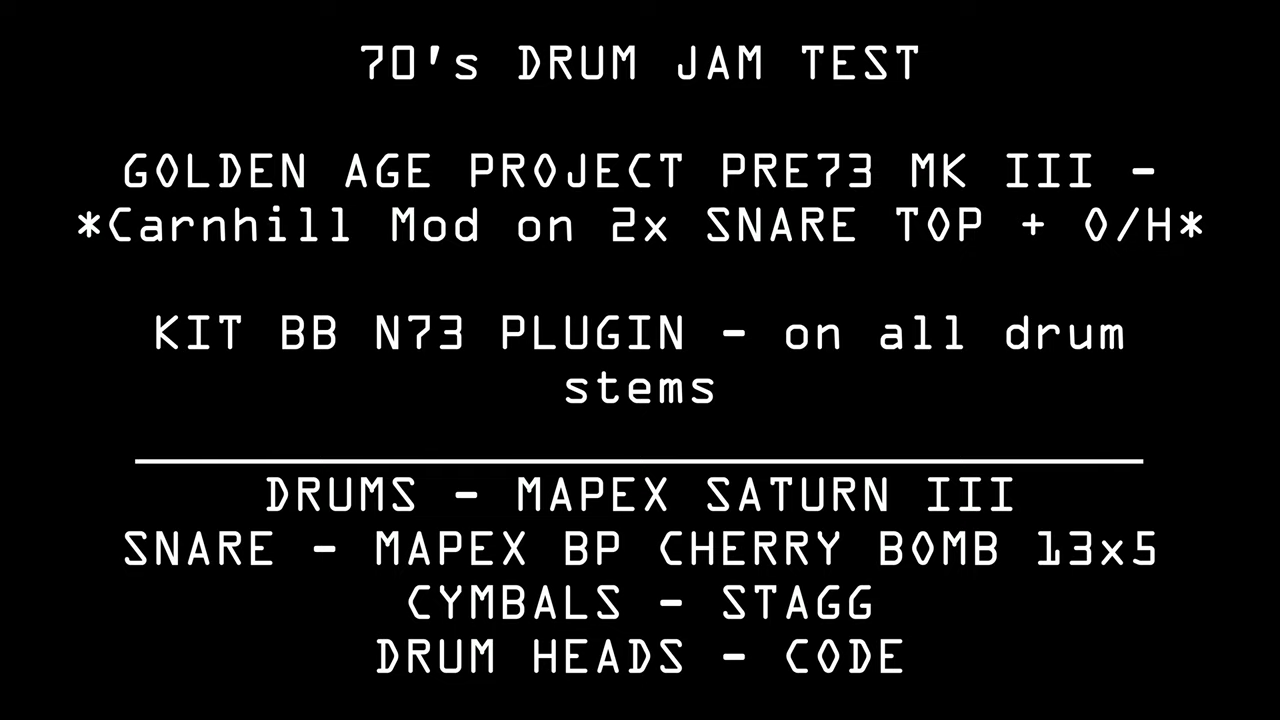 70's DRUM JAM TEST
GOLDEN AGE PROJECT PRE73 MK III -
*Carnhill Mod on 2x SNARE TOP + O/H*
KIT BB N73 PLUGIN - on all drum
stems
DRUMS - MAPEX SATURN III
SNARE - MAPEX BP CHERRY BOMB 13x5
CYMBALS - STAGG
DRUM HEADS - CODE